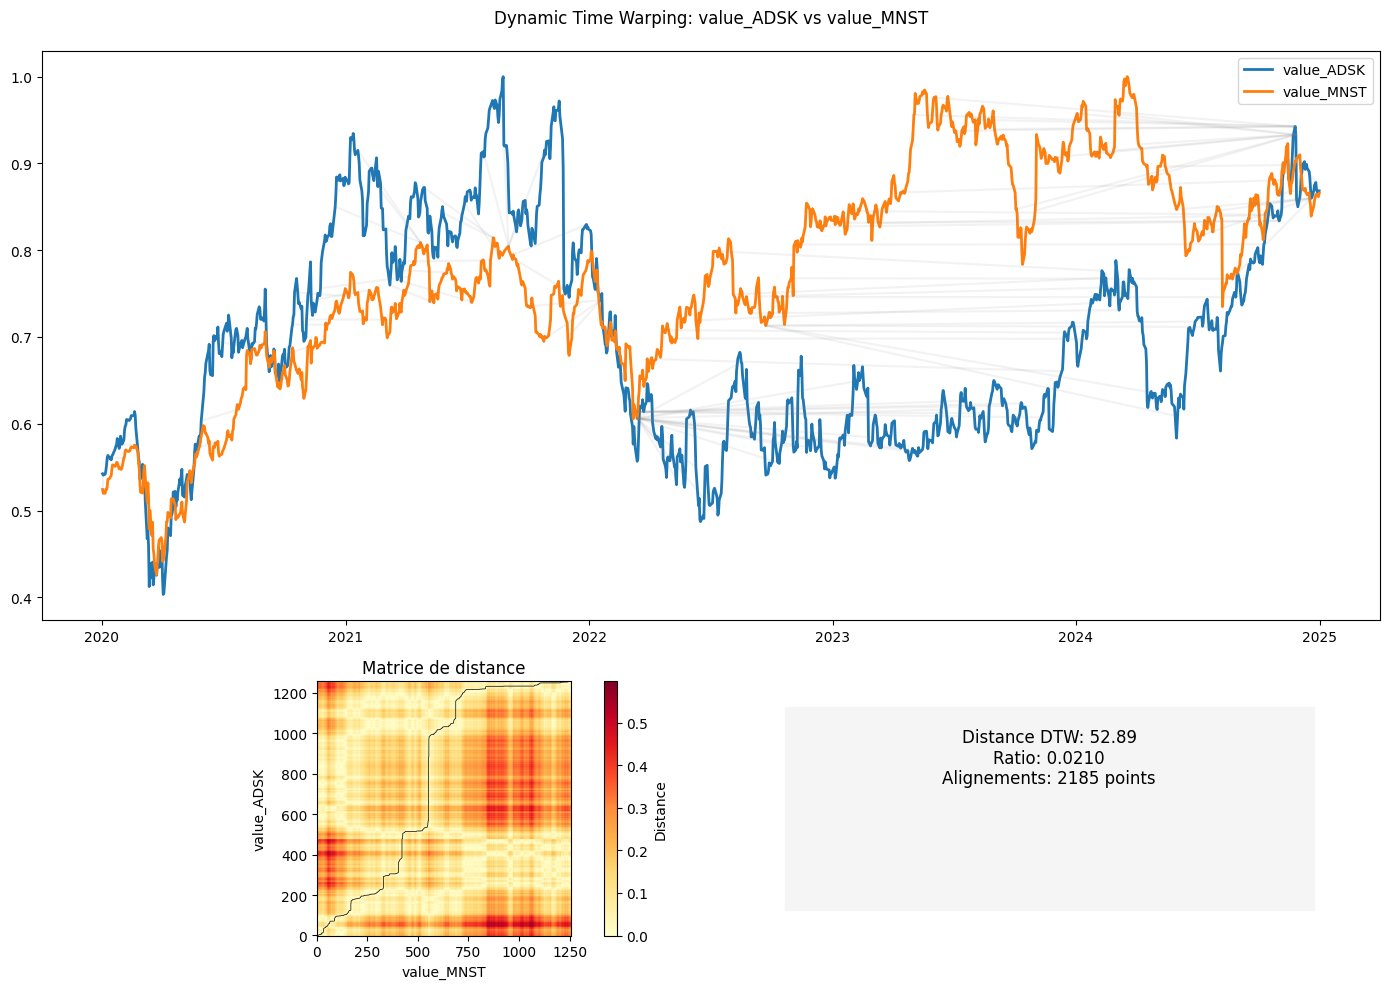 Dynamic Time Warping: value_ADSK vs value_MNST
1.0
0.9
0.8
0.7
0.6
0.5
0.4
value_ADSK
value_MNST
2020 2021 2022 2023 2024 2025
Matrice de distance
1200
1000
800
600
400
200
0
value_ADSK
0 250 500 750 1000 1250
value_MNST
0.5
0.4
0.3
0.2
0.1
0.0
Distance
Distance DTW: 52.89
Ratio: 0.0210
Alignements: 2185 points